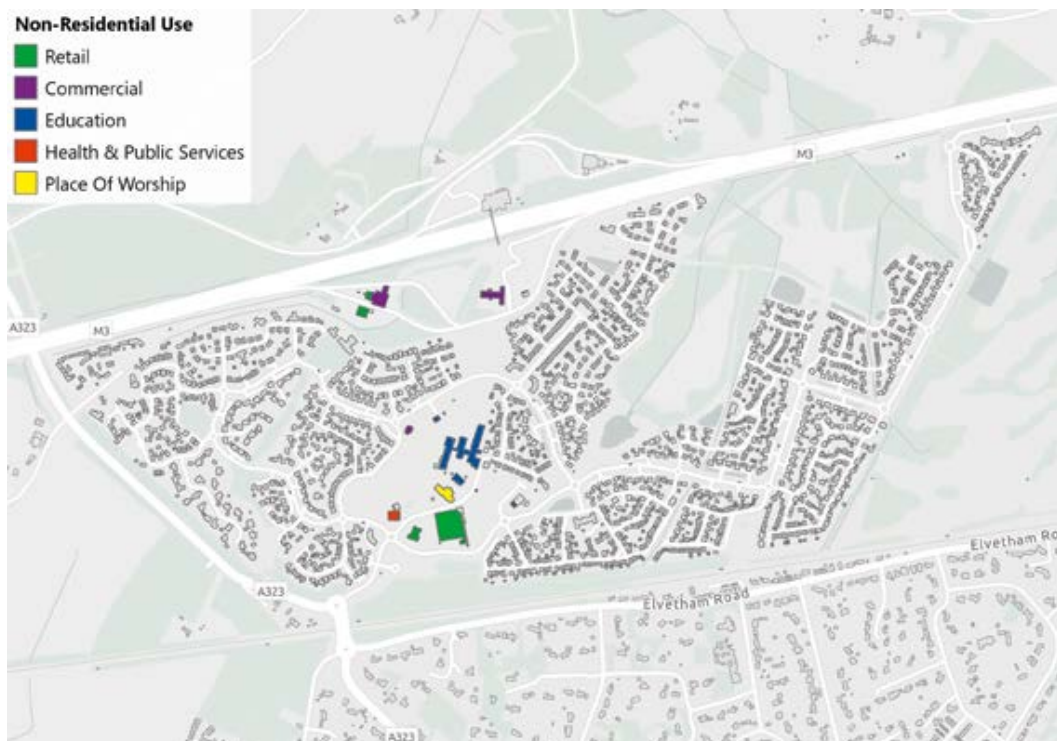 Non-Residential Use
Retail
Commercial
Education
Health & Public Services
Place Of Worship
M3
A323
M3
A323
Elvetham Road
Elvetham Ro
A323